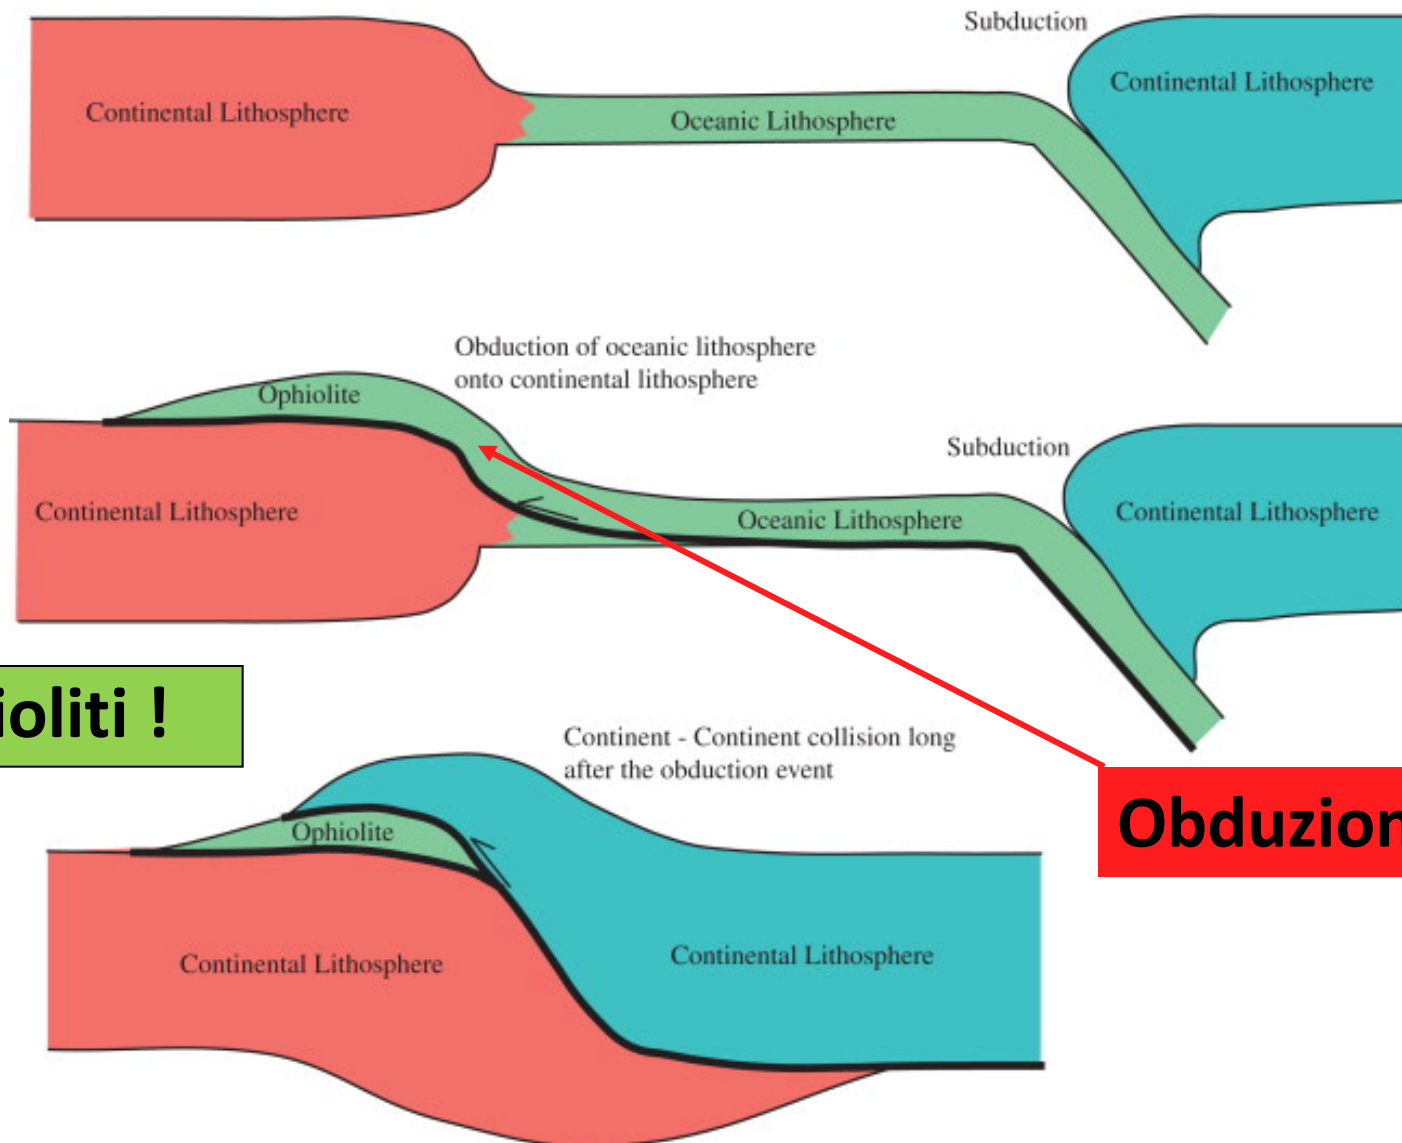 Subduction
Continental Lithosphere
Continental Lithosphere
Oceanic Lithosphere
Obduction of oceanic lithosphere
onto continental lithosphere
Ophiolite
Subduction
Continental Lithosphere
Oceanic Lithosphere
Continental Lithosphere
ioliti !
Continent - Continent collision long
after the obduction event
Obduzion
Ophiolite
Continental Lithosphere
Continental Lithosphere